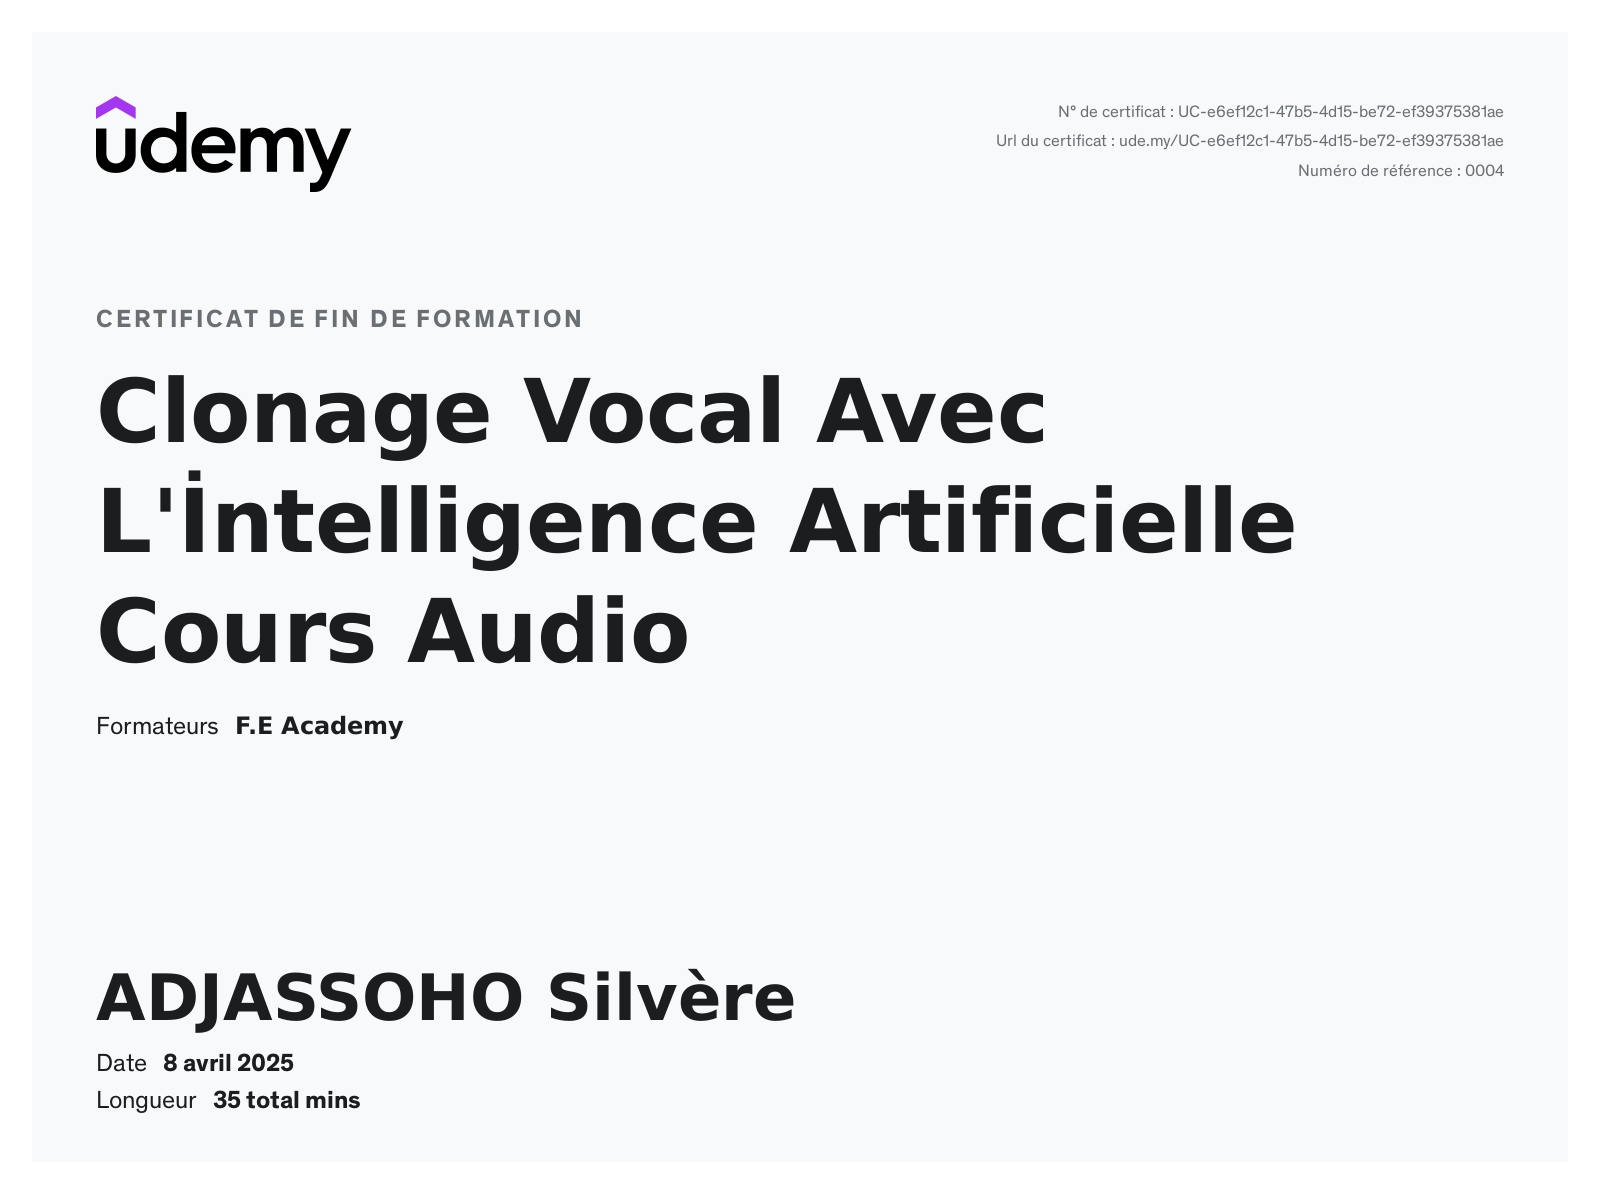 udemy
N° de certificat : UC-e6ef12c1-47b5-4d15-be72-ef39375381ae
Url du certificat : ude.my/UC-e6ef12c1-47b5-4d15-be72-ef39375381ae
Numéro de référence : 0004
CERTIFICAT DE FIN DE FORMATION
Clonage Vocal Avec
L'İntelligence Artificielle
Cours Audio
Formateurs F.E Academy
ADJASSOHO Silvère
Date 8 avril 2025
Longueur 35 total mins